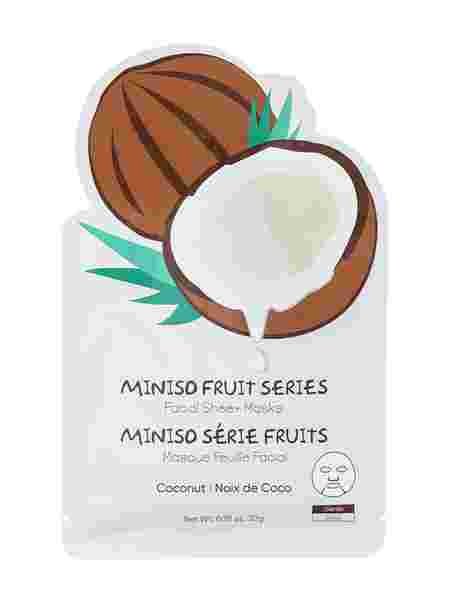 MINISO FRUIT SERIES
Facial Sheet Masks
MINISO SÉRIE FRUITS
Masque Feuille Facial
Coconut | Noix de Coco